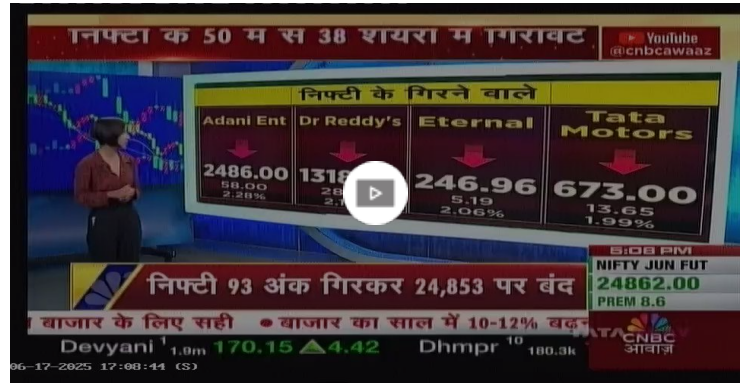 निफ्टी के 50 में से 38 शेयरों में गिरावट
YouTube
@cnbcawaaz
निफ्टी के गिरने वाले
Adani Ent Dr Reddy's Eternal Tata Motors
2486.00 246.96 673.00
58.00 5.19 13.65
2.28% 2.06% 1.99%
5:08 PM
NIFTY JUN FUT
24862.00
PREM 8.6
निफ्टी 93 अंक गिरकर 24,853 पर बंद
बाजार के लिए सही • बाजार का साल में 10-12%
CNBC
आवाज़
Devyani 1 1.9m 170.15 ▲4.42 Dhmpr 10 180.3k
06-17-2025 17:08:44 (S)